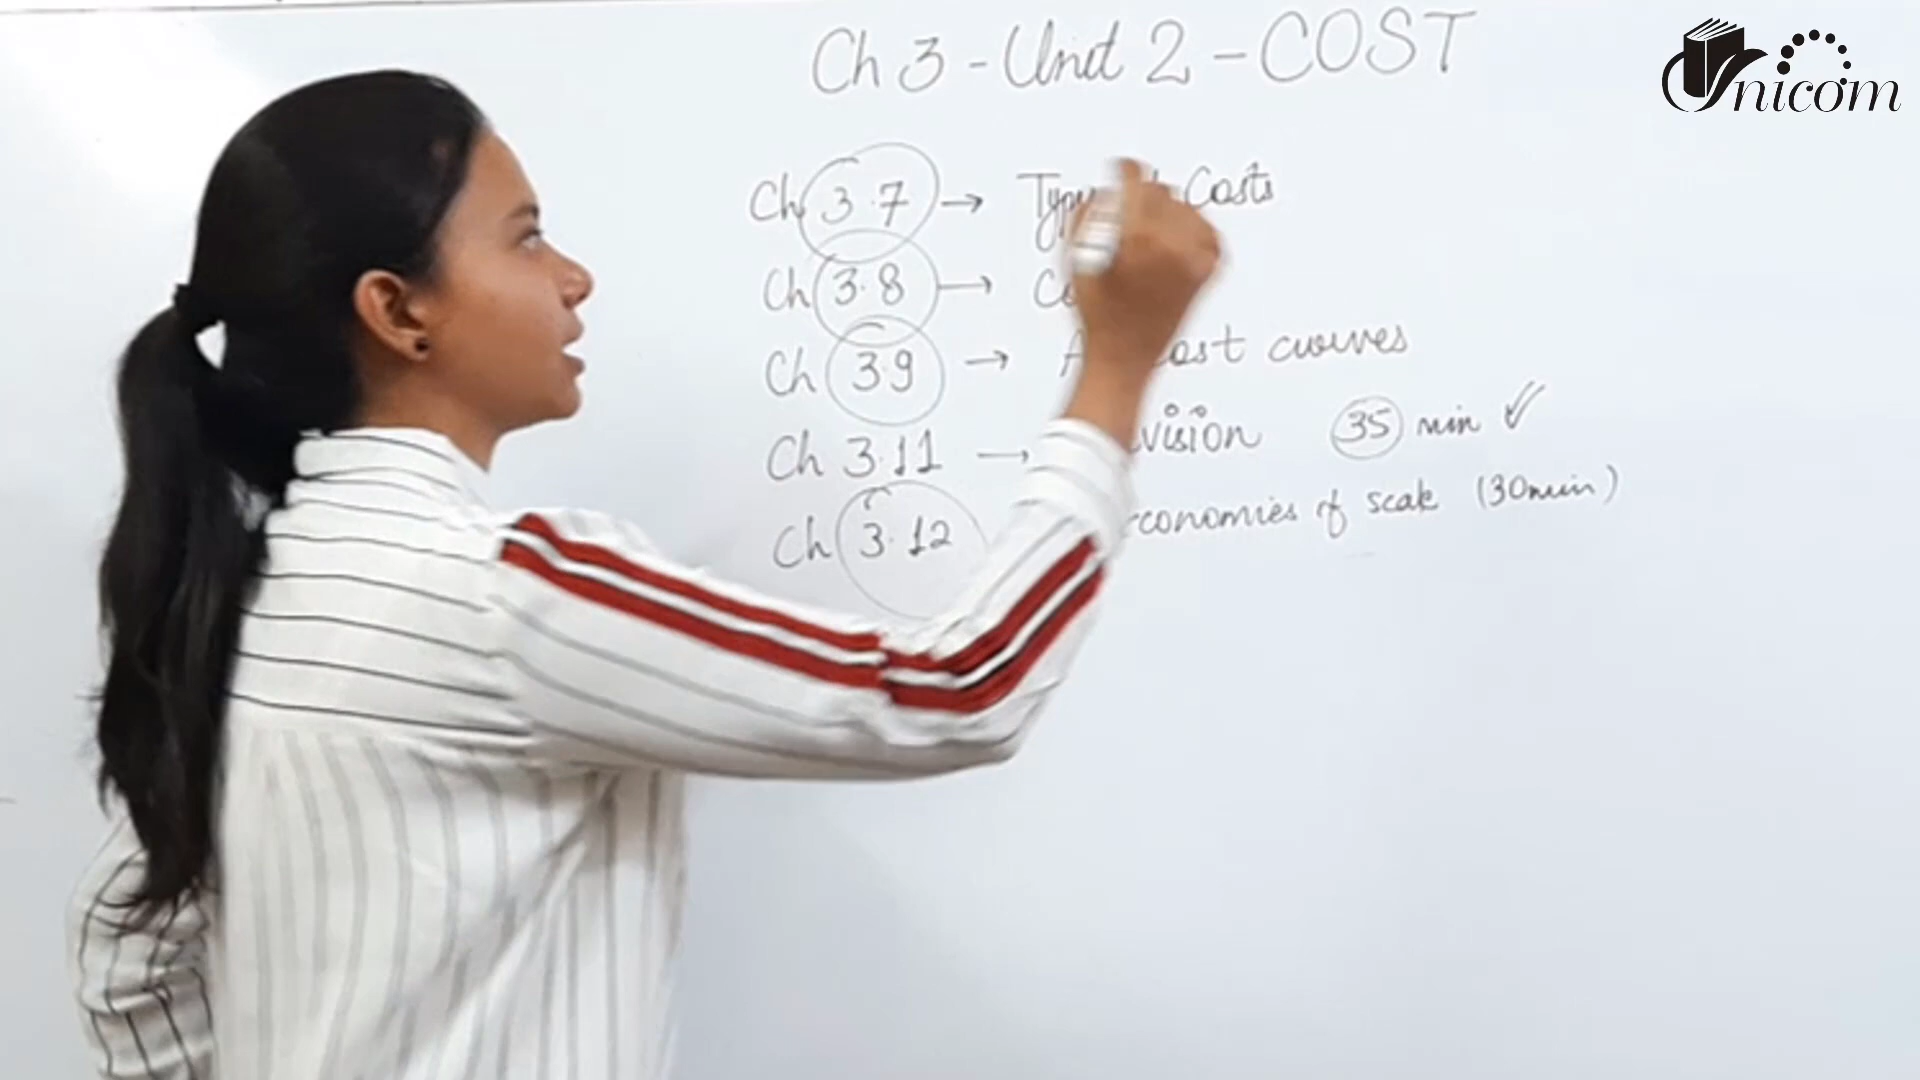 Ch 3 - Unit 2 - COST
Unicom
Ch 3.7 → Costs
Ch 3.8 →
Ch 3.9 → cost curves
Ch 3.11 → 35 min ✓
Ch 3.12 economies of scale (30min)